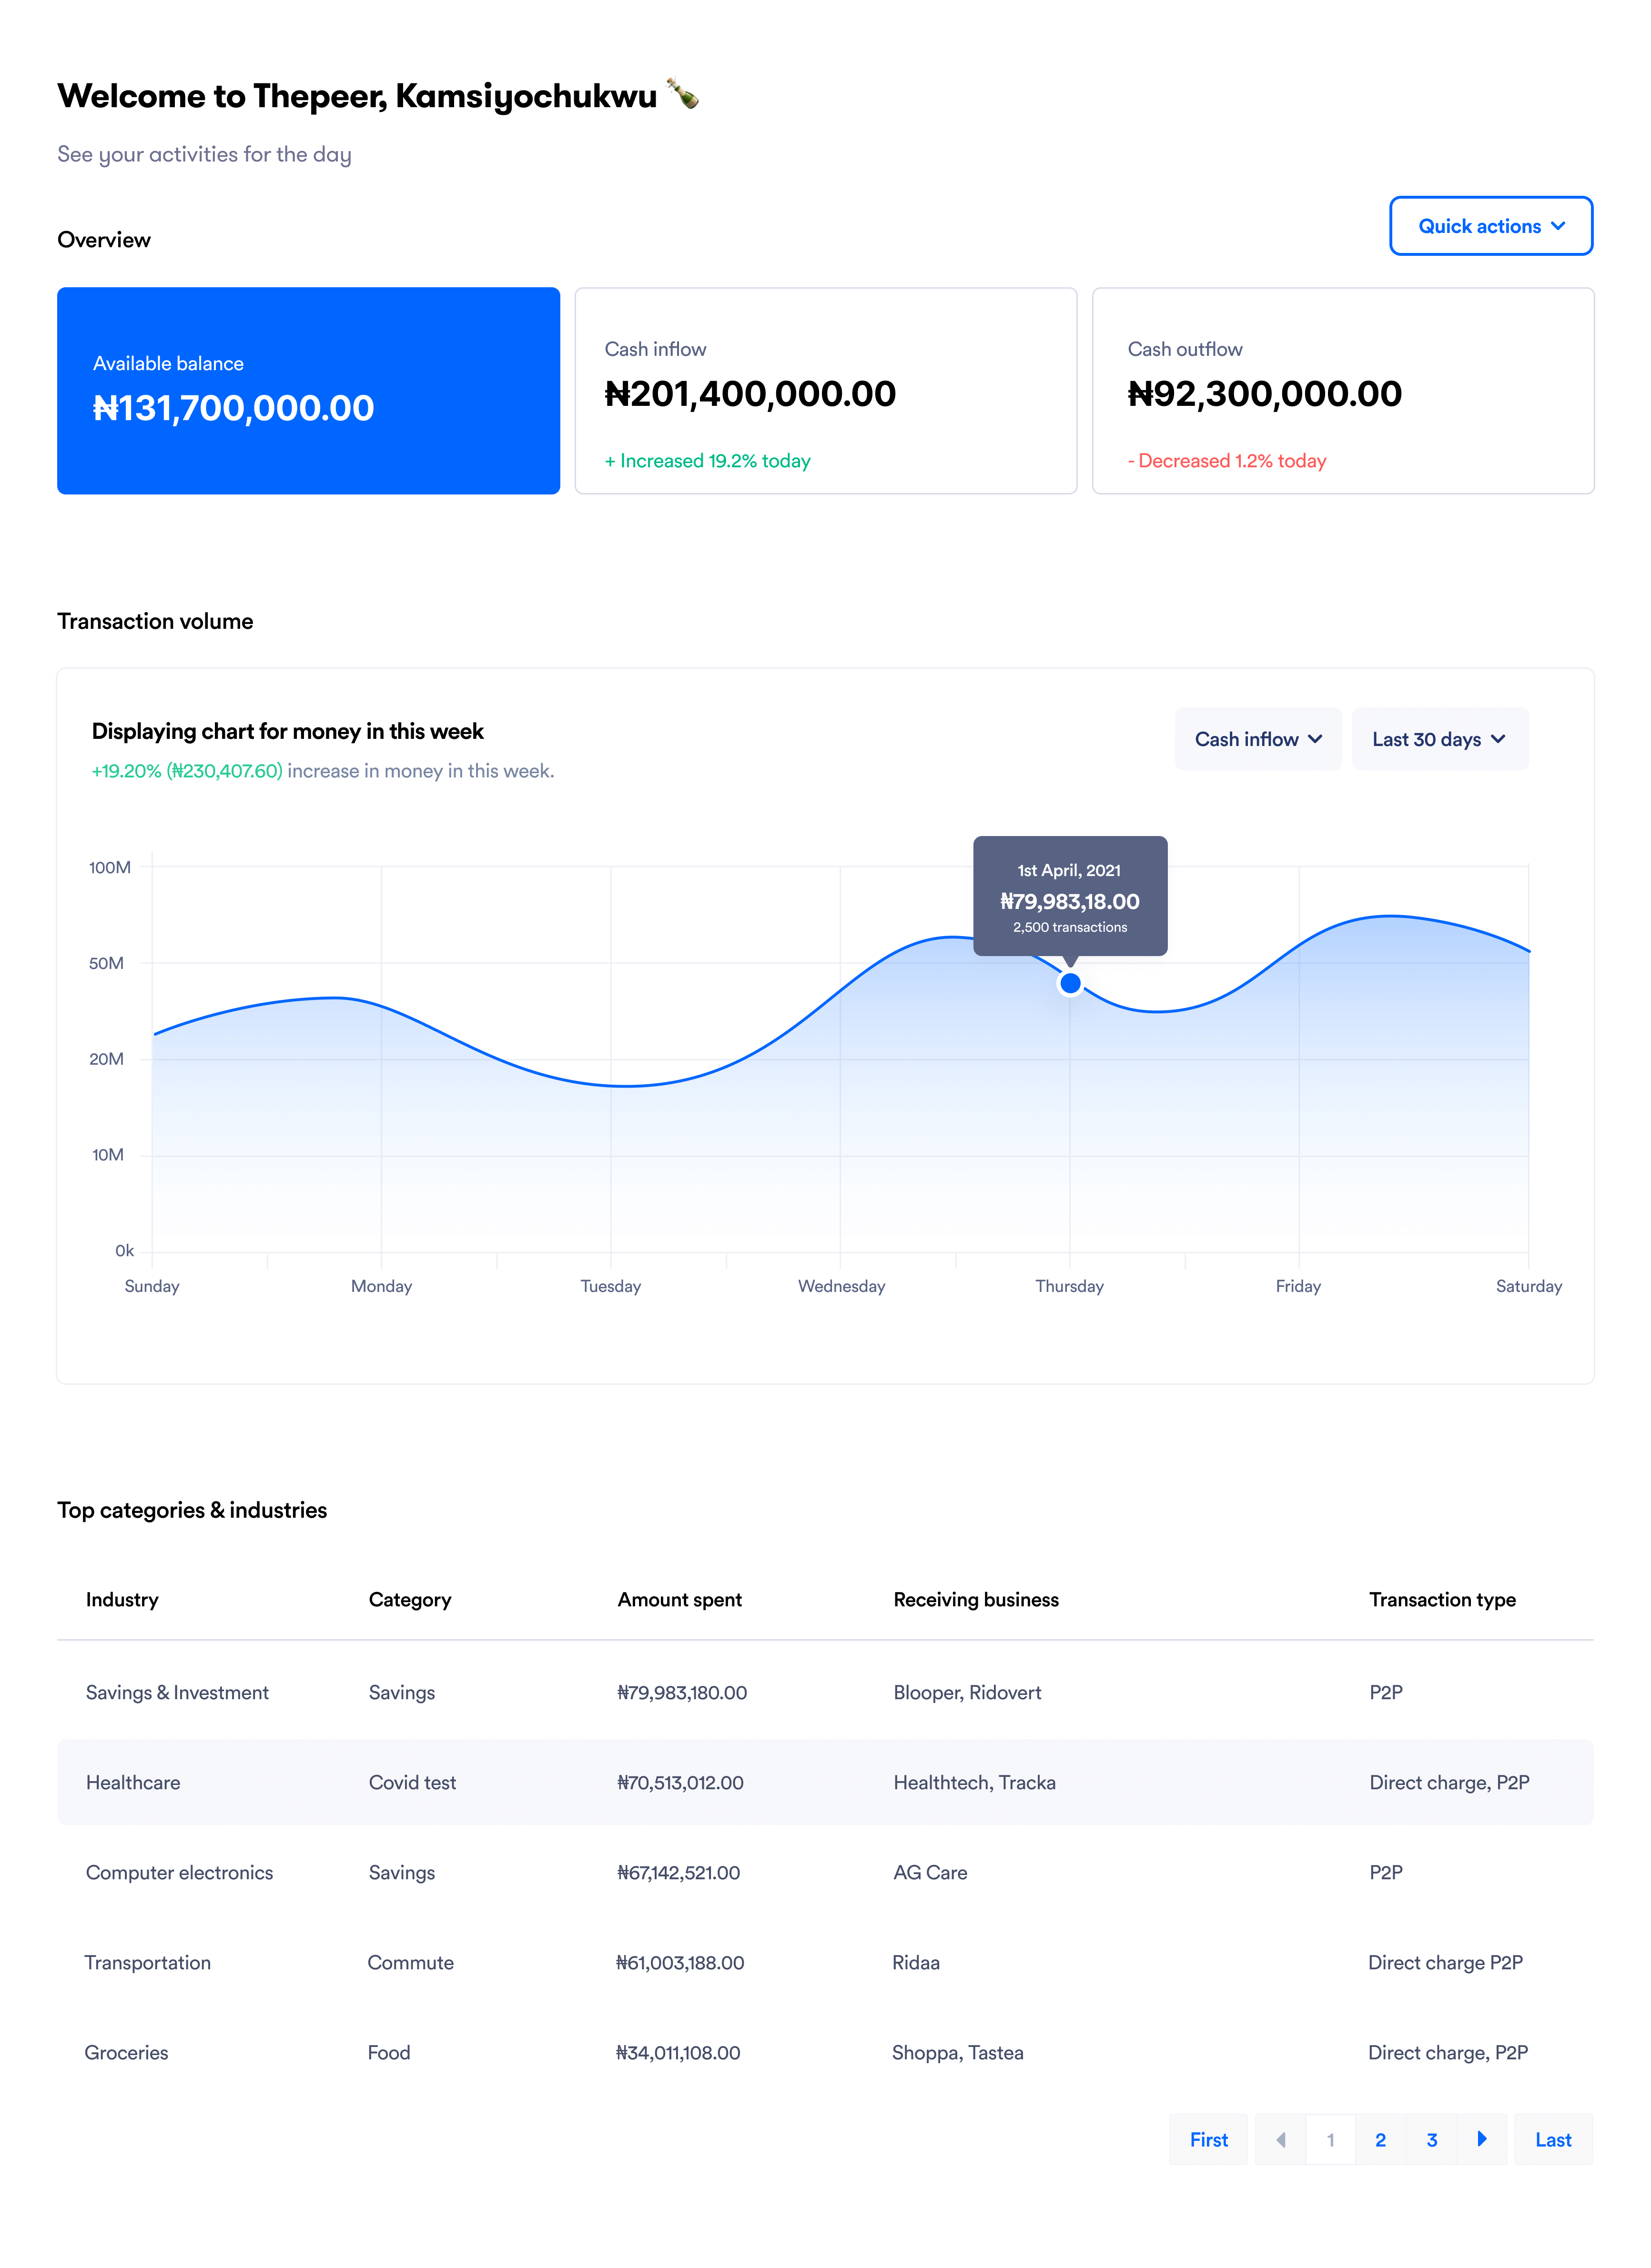 Welcome to Thepeer, Kamsiyochukwu 🍾
See your activities for the day
Overview
Quick actions
Available balance
₦131,700,000.00
Cash inflow
₦201,400,000.00
+ Increased 19.2% today
Cash outflow
₦92,300,000.00
- Decreased 1.2% today
Transaction volume
Displaying chart for money in this week
+19.20% (₦230,407.60) increase in money in this week.
Cash inflow
Last 30 days
1st April, 2021
₦79,983,18.00
2,500 transactions
100M
50M
20M
10M
0k
Sunday Monday Tuesday Wednesday Thursday Friday Saturday
Top categories & industries
Industry Category Amount spent Receiving business Transaction type
Savings & Investment Savings ₦79,983,180.00 Blooper, Ridovert P2P
Healthcare Covid test ₦70,513,012.00 Healthtech, Tracka Direct charge, P2P
Computer electronics Savings ₦67,142,521.00 AG Care P2P
Transportation Commute ₦61,003,188.00 Ridaa Direct charge P2P
Groceries Food ₦34,011,108.00 Shoppa, Tastea Direct charge, P2P
First 1 2 3 Last